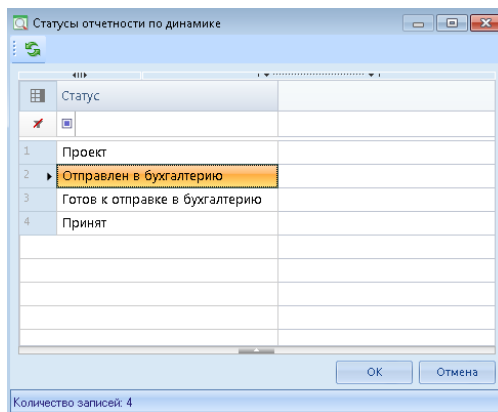 Статусы отчетности по динамике
Статус
1 Проект
2 Отправлен в бухгалтерию
3 Готов к отправке в бухгалтерию
4 Принят
OK Отмена
Количество записей: 4